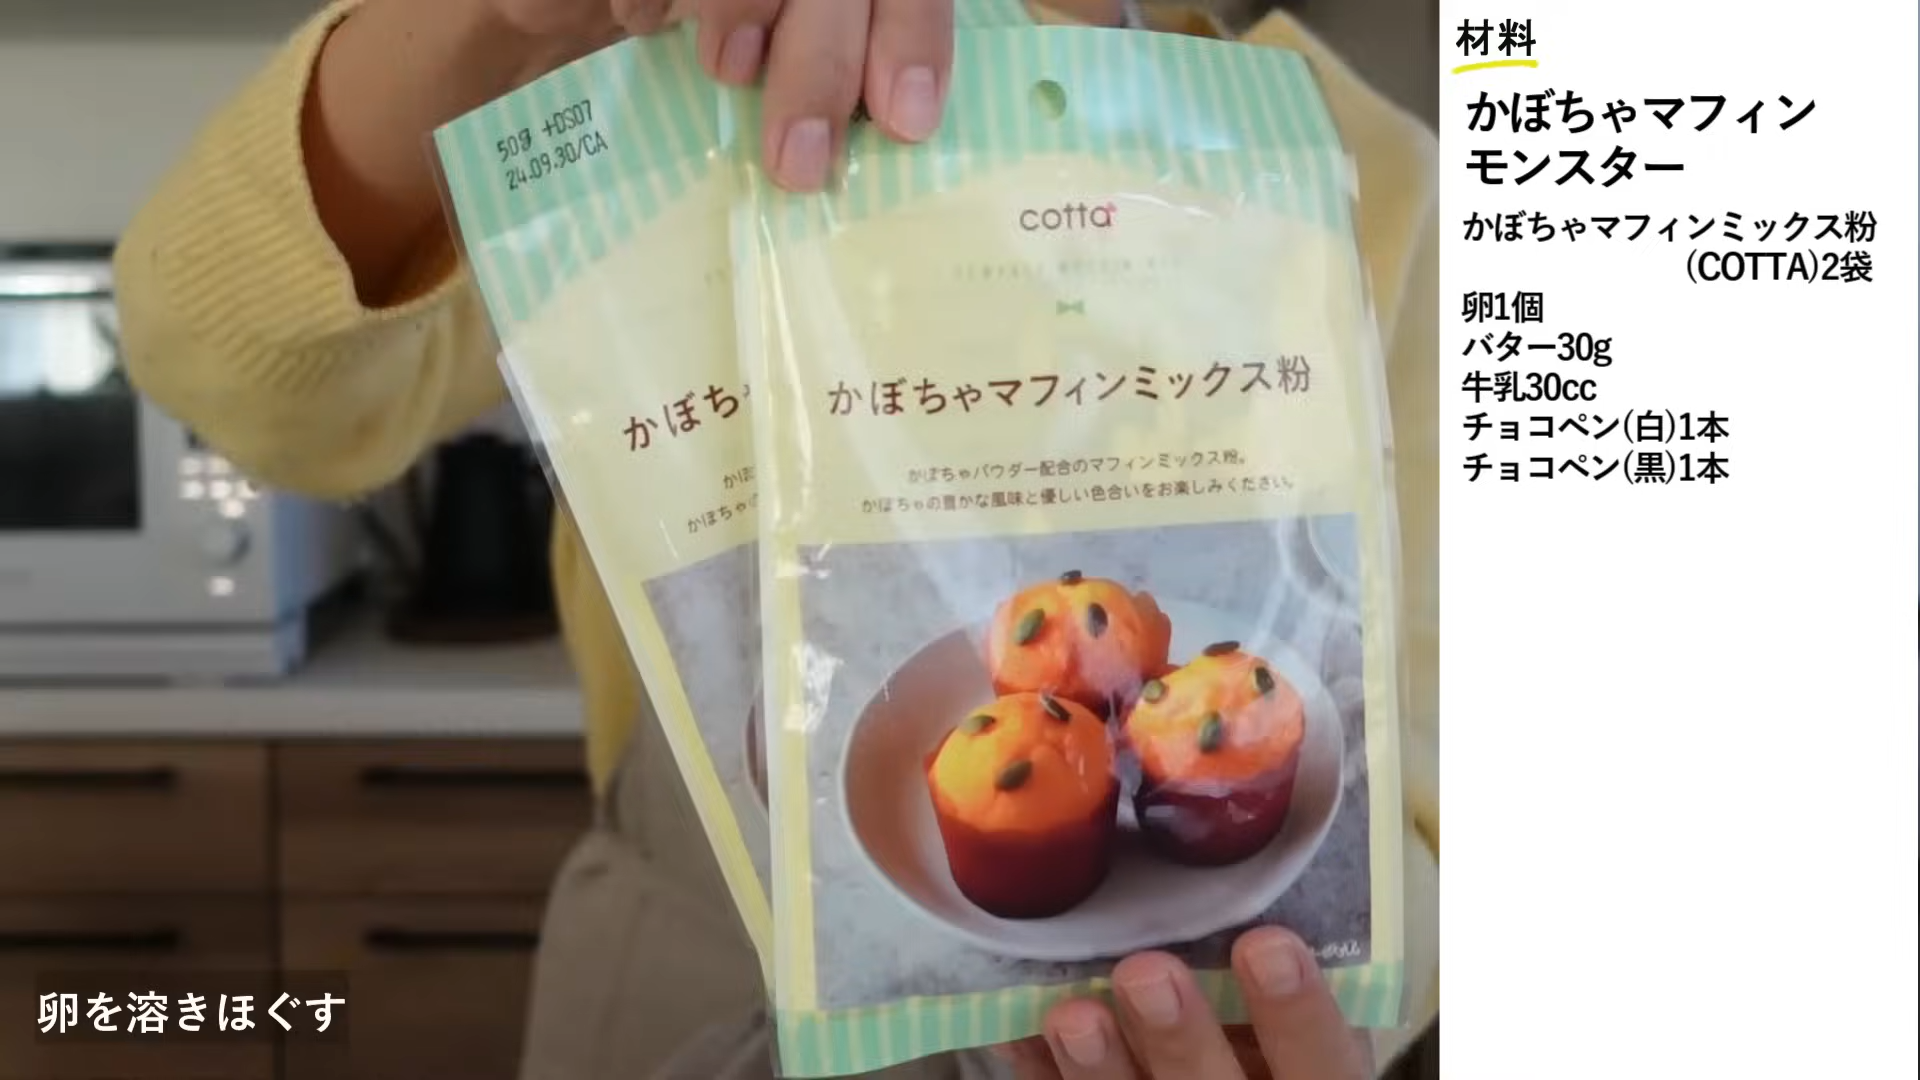 50g +DS07
24.09.30/CA
cotta
かぼち
かぼちゃマフィンミックス粉
かぼちゃパウダー配合のマフィンミックス粉。
かぼちゃの豊かな風味と優しい色合いをお楽しみください。
かぼ
かぼちゃの
卵を溶きほぐす
材料
かぼちゃマフィン
モンスター
かぼちゃマフィンミックス粉
(COTTA)2袋
卵1個
バター30g
牛乳30cc
チョコペン(白)1本
チョコペン(黒)1本